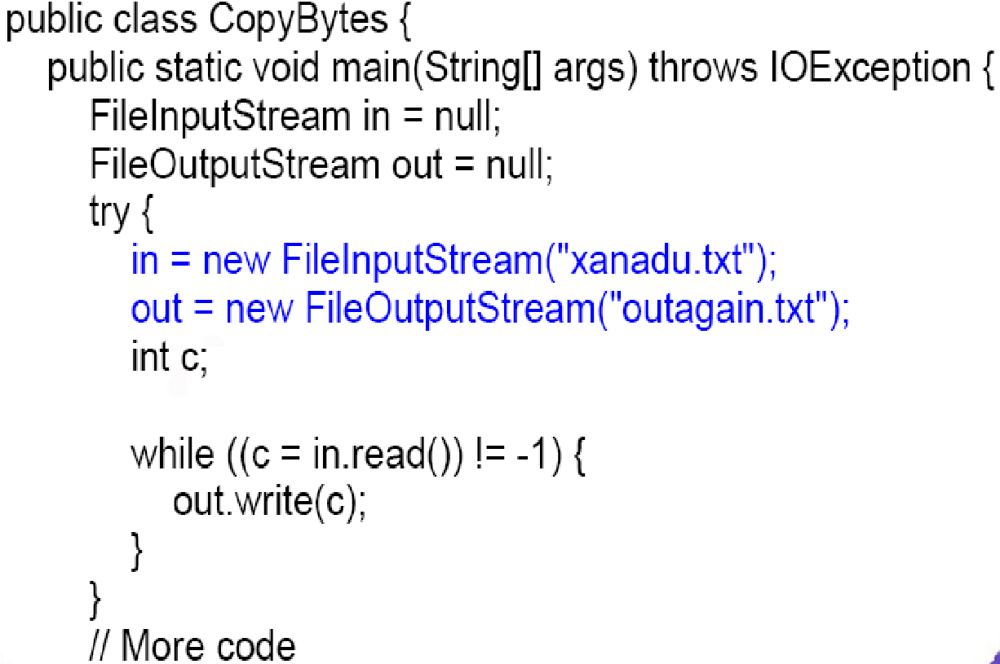 public class CopyBytes {
public static void main(String[] args) throws IOException {
FileInputStream in = null;
FileOutputStream out = null;
try {
in = new FileInputStream("xanadu.txt");
out = new FileOutputStream("outagain.txt");
int c;
while ((c = in.read()) != -1) {
out.write(c);
}
}
// More code